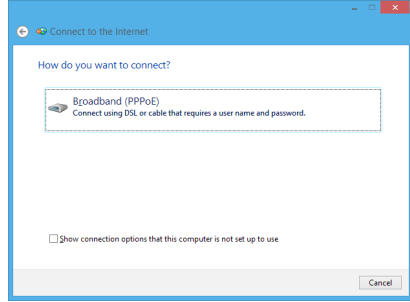 Connect to the Internet
How do you want to connect?
Broadband (PPPoE)
Connect using DSL or cable that requires a user name and password.
Show connection options that this computer is not set up to use
Cancel